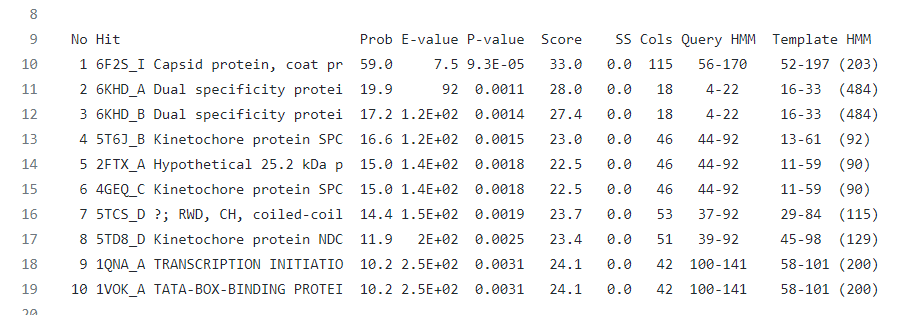 8
9 No Hit Prob E-value P-value Score SS Cols Query HMM Template HMM
10 1 6F2S_I Capsid protein, coat pr 59.0 7.5 9.3E-05 33.0 0.0 115 56-170 52-197 (203)
11 2 6KHD_A Dual specificity protei 19.9 92 0.0011 28.0 0.0 18 4-22 16-33 (484)
12 3 6KHD_B Dual specificity protei 17.2 1.2E+02 0.0014 27.4 0.0 18 4-22 16-33 (484)
13 4 5T6J_B Kinetochore protein SPC 16.6 1.2E+02 0.0015 23.0 0.0 46 44-92 13-61 (92)
14 5 2FTX_A Hypothetical 25.2 kDa p 15.0 1.4E+02 0.0018 22.5 0.0 46 44-92 11-59 (90)
15 6 4GEQ_C Kinetochore protein SPC 15.0 1.4E+02 0.0018 22.5 0.0 46 44-92 11-59 (90)
16 7 5TCS_D ?; RWD, CH, coiled-coil 14.4 1.5E+02 0.0019 23.7 0.0 53 37-92 29-84 (115)
17 8 5TD8_D Kinetochore protein NDC 11.9 2E+02 0.0025 23.4 0.0 51 39-92 45-98 (129)
18 9 1QNA_A TRANSCRIPTION INITIATIO 10.2 2.5E+02 0.0031 24.1 0.0 42 100-141 58-101 (200)
19 10 1VOK_A TATA-BOX-BINDING PROTEI 10.2 2.5E+02 0.0031 24.1 0.0 42 100-141 58-101 (200)
20